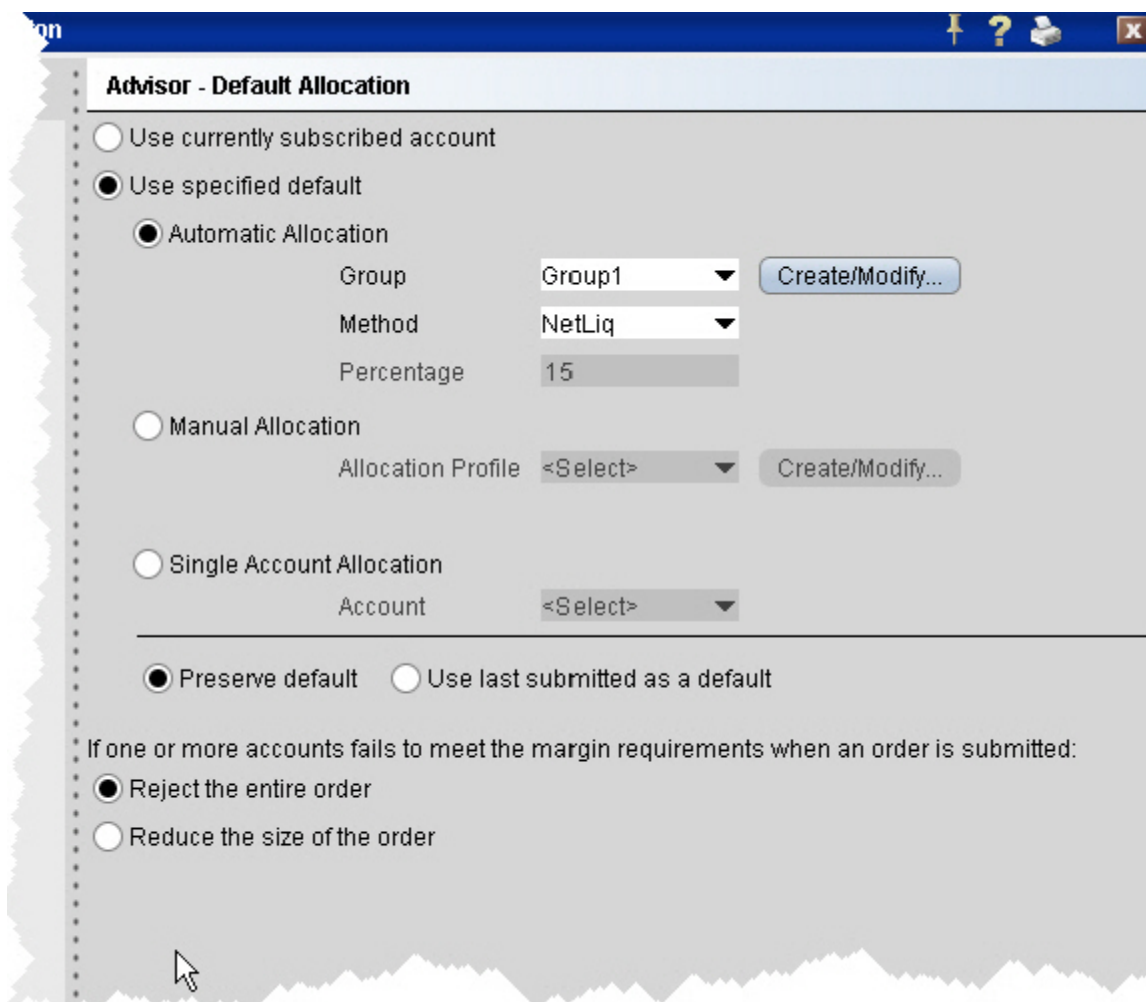 Advisor - Default Allocation
Use currently subscribed account
Use specified default
Automatic Allocation
Group Group1 Create/Modify...
Method NetLiq
Percentage 15
Manual Allocation
Allocation Profile <Select> Create/Modify...
Single Account Allocation
Account <Select>
Preserve default Use last submitted as a default
If one or more accounts fails to meet the margin requirements when an order is submitted:
Reject the entire order
Reduce the size of the order